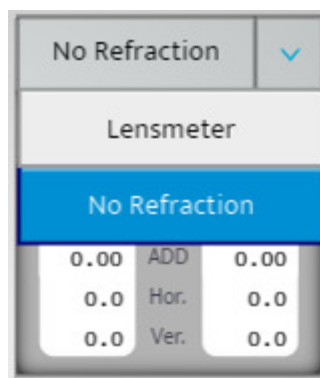 No Refraction
Lensmeter
No Refraction
0.00 ADD 0.00
0.0 Hor. 0.0
0.0 Ver. 0.0